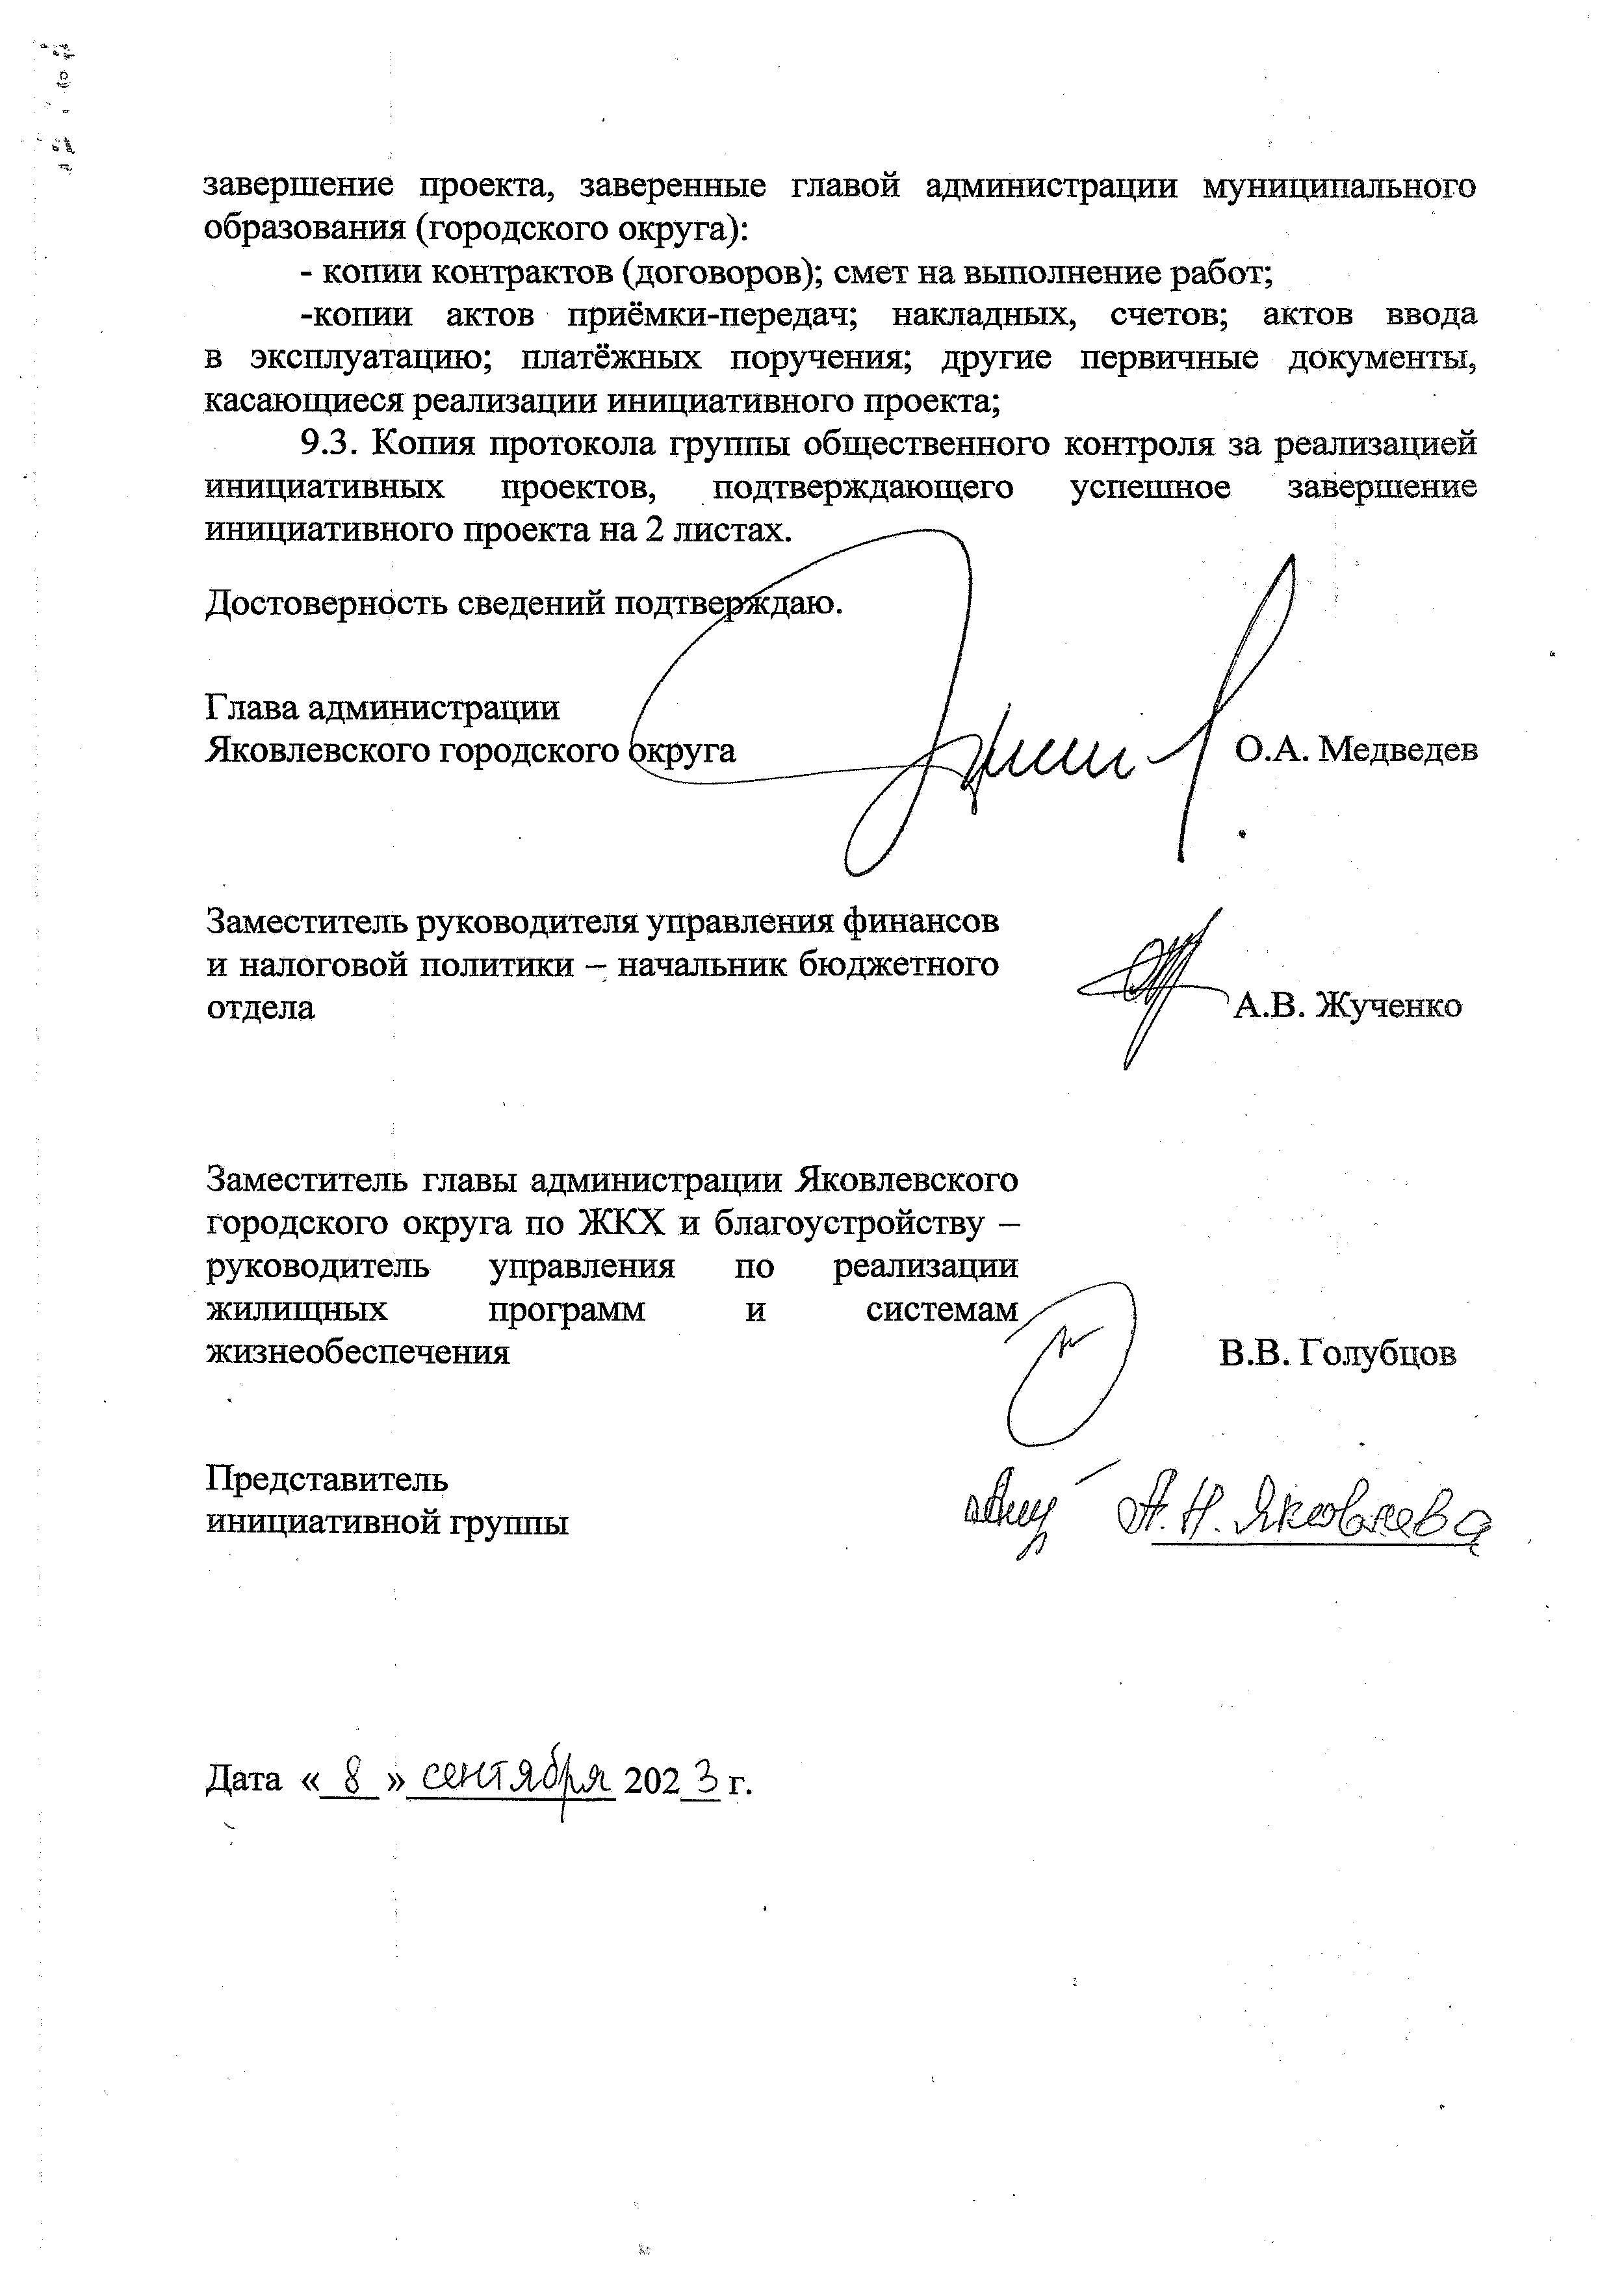 завершение проекта, заверенные главой администрации муниципального
образования (городского округа):
- копии контрактов (договоров); смет на выполнение работ;
-копии актов приёмки-передач; накладных, счетов; актов ввода
в эксплуатацию; платёжных поручения; другие первичные документы,
касающиеся реализации инициативного проекта;
9.3. Копия протокола группы общественного контроля за реализацией
инициативных проектов, подтверждающего успешное завершение
инициативного проекта на 2 листах.
Достоверность сведений подтверждаю.
Глава администрации
Яковлевского городского округа О.А. Медведев
Заместитель руководителя управления финансов
и налоговой политики – начальник бюджетного
отдела А.В. Жученко
Заместитель главы администрации Яковлевского
городского округа по ЖКХ и благоустройству –
руководитель управления по реализации
жилищных программ и системам
жизнеобеспечения В.В. Голубцов
Представитель
инициативной группы А.Н. Яковлева
Дата «8» сентября 2023 г.